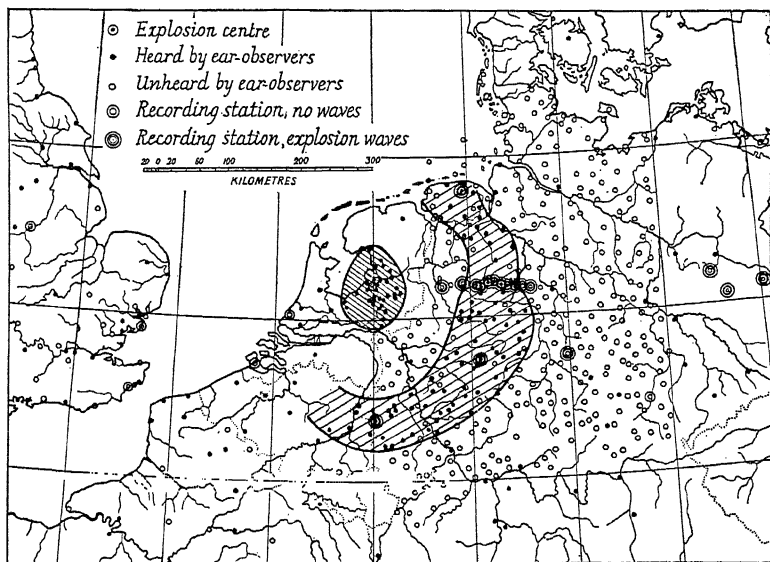 Explosion centre
Heard by ear-observers
Unheard by ear-observers
Recording station, no waves
Recording station, explosion waves
20 0 20 60 100 200 300
KILOMETRES